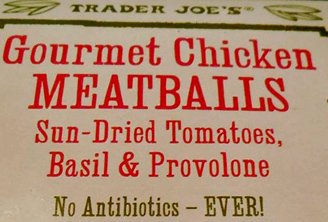 TRADER JOE'S®
Gourmet Chicken
MEATBALLS
Sun-Dried Tomatoes,
Basil & Provolone
No Antibiotics – EVER!